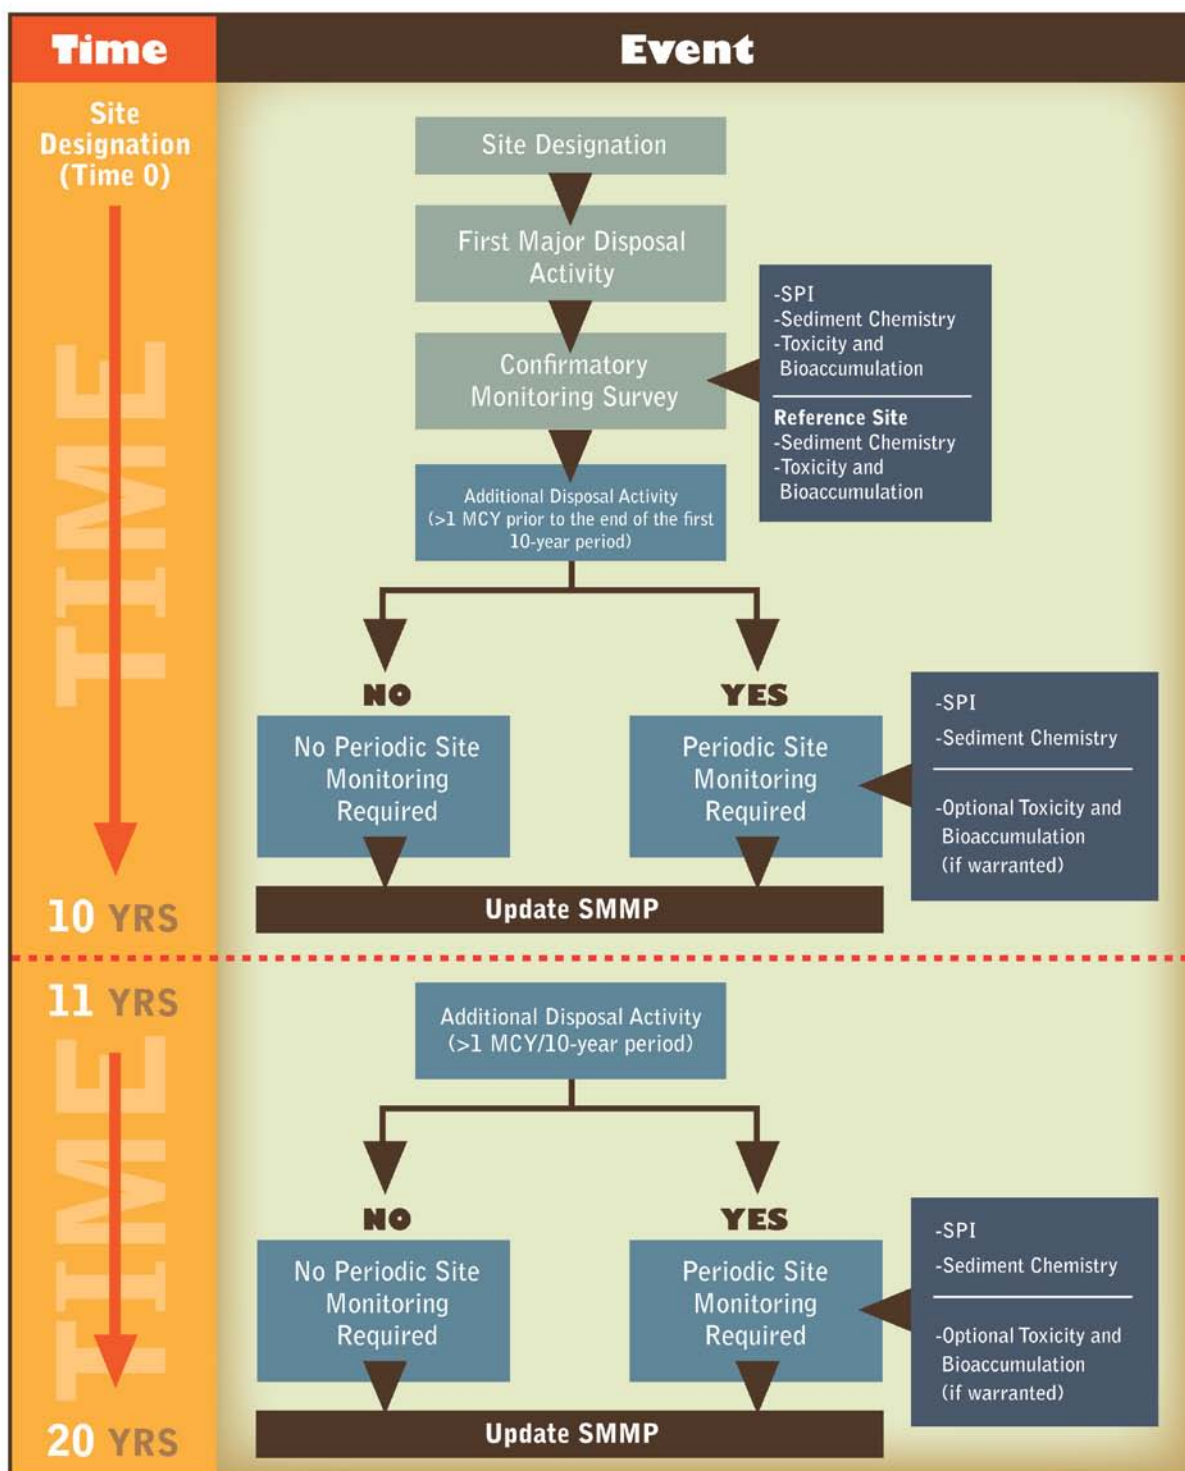 Time
Event
Site
Designation
(Time 0)
TIME
10 YRS
Site Designation
First Major Disposal
Activity
Confirmatory
Monitoring Survey
-SPI
-Sediment Chemistry
-Toxicity and
Bioaccumulation
Reference Site
-Sediment Chemistry
-Toxicity and
Bioaccumulation
Additional Disposal Activity
(>1 MCY prior to the end of the first
10-year period)
NO
YES
No Periodic Site
Monitoring
Required
Periodic Site
Monitoring
Required
-SPI
-Sediment Chemistry
-Optional Toxicity and
Bioaccumulation
(if warranted)
Update SMMP
11 YRS
TIME
20 YRS
Additional Disposal Activity
(>1 MCY/10-year period)
NO
YES
No Periodic Site
Monitoring
Required
Periodic Site
Monitoring
Required
-SPI
-Sediment Chemistry
-Optional Toxicity and
Bioaccumulation
(if warranted)
Update SMMP